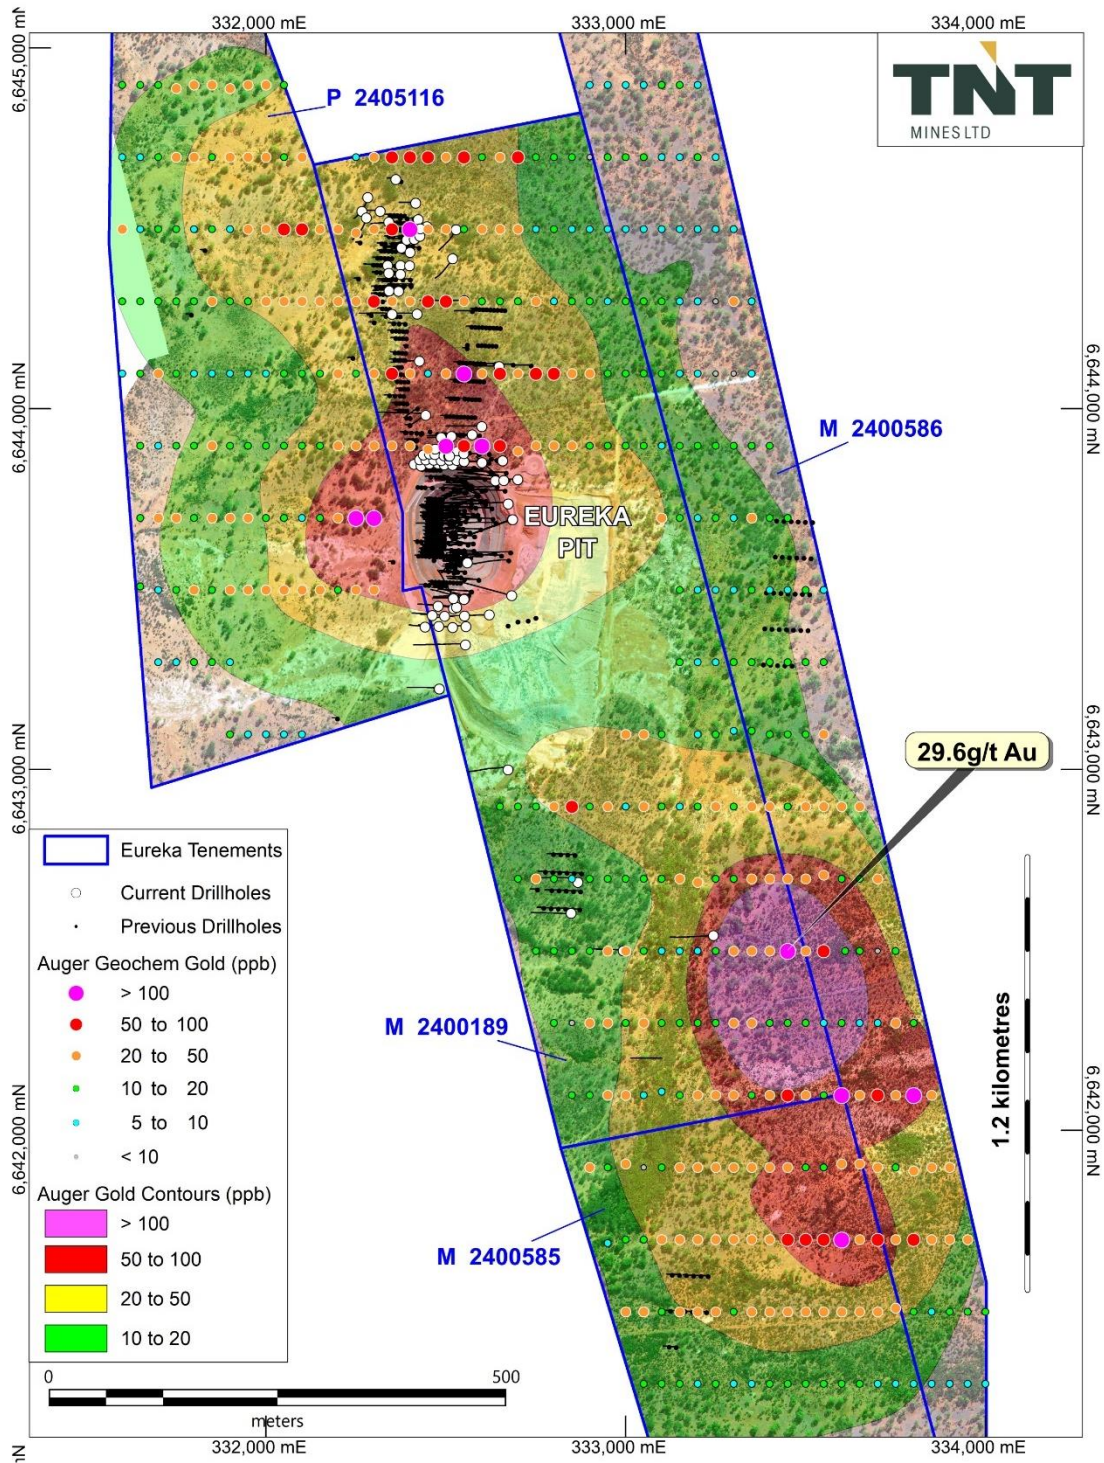 332,000 mE
333,000 mE
334,000 mE
6,645,000 mN
TNT
MINES LTD
P 2405116
6,644,000 mN
6,644,000 mN
M 2400586
EUREKA
PIT
6,643,000 mN
6,643,000 mN
29.6g/t Au
Eureka Tenements
Current Drillholes
Previous Drillholes
Auger Geochem Gold (ppb)
> 100
50 to 100
20 to 50
10 to 20
5 to 10
< 10
Auger Gold Contours (ppb)
> 100
50 to 100
20 to 50
10 to 20
M 2400189
1.2 kilometres
6,642,000 mN
6,642,000 mN
M 2400585
0
500
meters
332,000 mE
333,000 mE
334,000 mE
mN